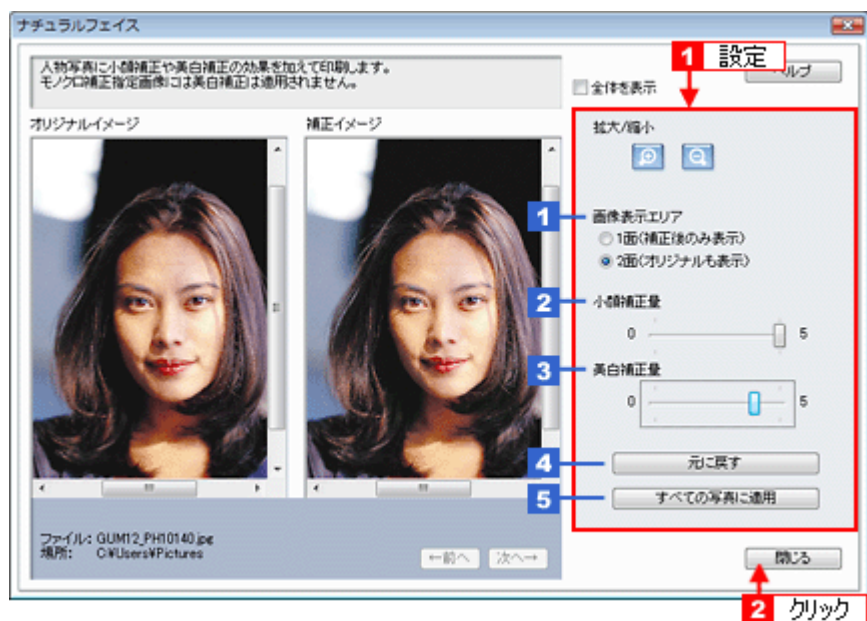 ナチュラルフェイス
人物写真に小顔補正や美白補正の効果を加えて印刷します。
モノクロ補正指定画像には美白補正は適用されません。
1 設定
ヘルプ
全体を表示
オリジナルイメージ
補正イメージ
拡大/縮小
1 画像表示エリア
1面(補正後のみ表示)
2面(オリジナルも表示)
2 小顔補正量
0 5
3 美白補正量
0 5
4 元に戻す
5 すべての写真に適用
ファイル: GUM12_PH10140.jpg
場所: C:¥Users¥Pictures
←前へ 次へ→
閉じる
2 クリック